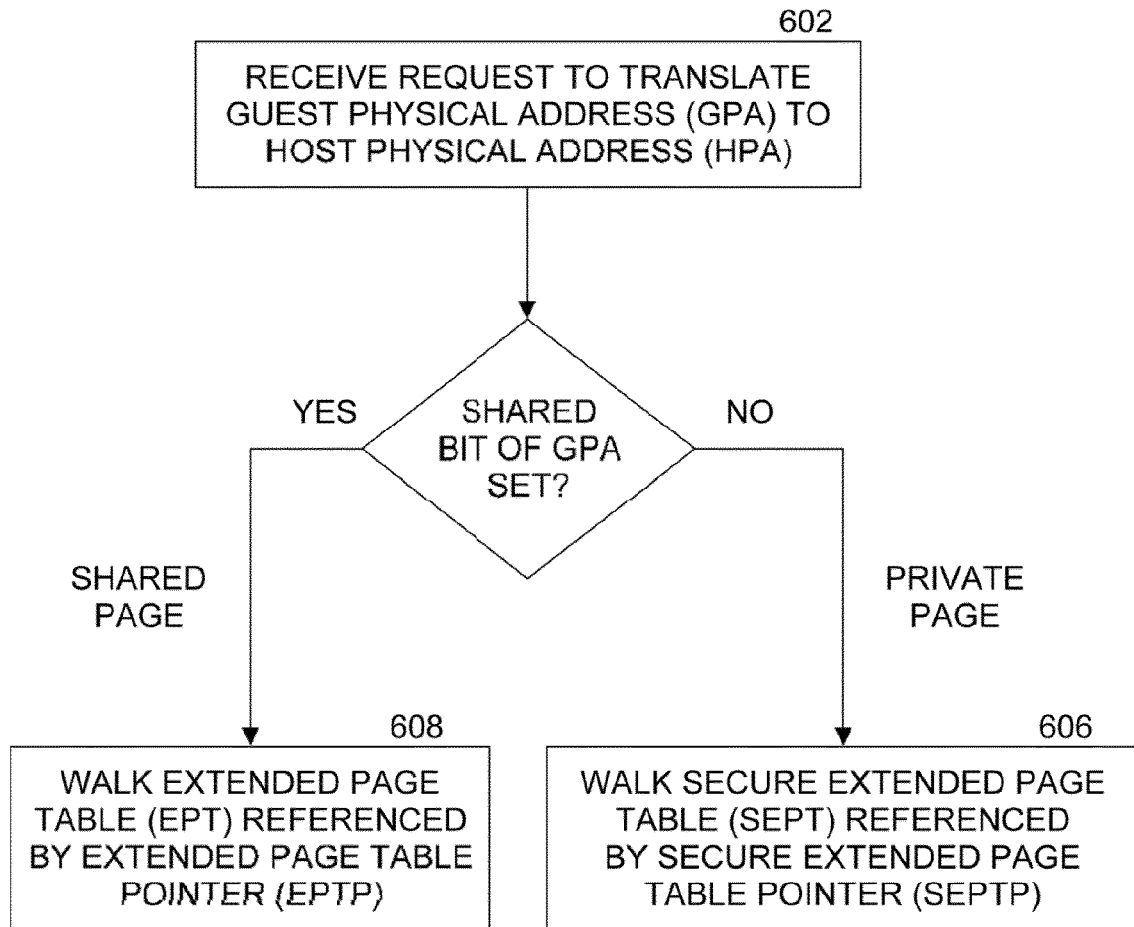 602
RECEIVE REQUEST TO TRANSLATE
GUEST PHYSICAL ADDRESS (GPA) TO
HOST PHYSICAL ADDRESS (HPA)
YES
SHARED
BIT OF GPA
SET?
NO
SHARED
PAGE
PRIVATE
PAGE
608
WALK EXTENDED PAGE
TABLE (EPT) REFERENCED
BY EXTENDED PAGE TABLE
POINTER (EPTP)
606
WALK SECURE EXTENDED PAGE
TABLE (SEPT) REFERENCED
BY SECURE EXTENDED PAGE
TABLE POINTER (SEPTP)